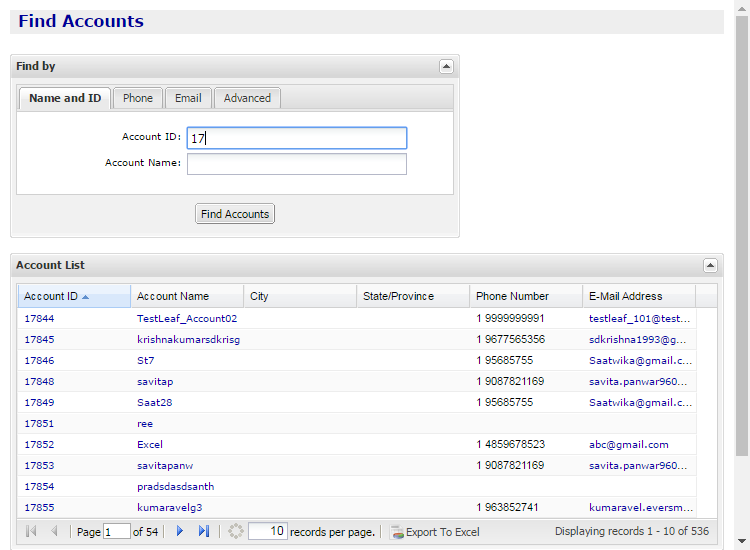 Find Accounts
Find by
Name and ID Phone Email Advanced
Account ID: 17
Account Name:
Find Accounts
Account List
Account ID Account Name City State/Province Phone Number E-Mail Address
17844 TestLeaf_Account02 1 9999999991 testleaf_101@test...
17845 krishnakumarsdkrisg 1 9677565356 sdkrishna1993@g...
17846 St7 1 95685755 Saatwika@gmail.c...
17848 savitap 1 9087821169 savita.panwar960...
17849 Saat28 1 95685755 Saatwika@gmail.c...
17851 ree
17852 Excel 1 4859678523 abc@gmail.com
17853 savitapanw 1 9087821169 savita.panwar960...
17854 pradsdasdsanth
17855 kumaravelg3 1 963852741 kumaravel.eversm...
Page 1 of 54 10 records per page. Export To Excel Displaying records 1 - 10 of 536